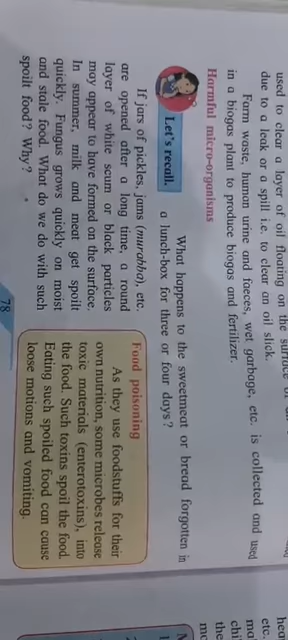 used to clear a layer of oil floating on the surface of
due to a leak or a spill i.e. to clear an oil slick.
Farm waste, human urine and faeces, wet garbage, etc. is collected and used
in a biogas plant to produce biogas and fertilizer.
Harmful micro-organisms
Let's recall.
What happens to the sweetmeat or bread forgotten in
a lunch-box for three or four days?
If jars of pickles, jams (murabba), etc.
are opened after a long time, a round
layer of white scum or black particles
may appear to have formed on the surface.
In summer, milk and meat get spoilt
quickly. Fungus grows quickly on moist
and stale food. What do we do with such
spoilt food? Why?
Food poisoning
As they use foodstuffs for their
own nutrition, some microbes release
toxic materials (enterotoxins), into
the food. Such toxins spoil the food.
Eating such spoiled food can cause
loose motions and vomiting.
78
etc.
the